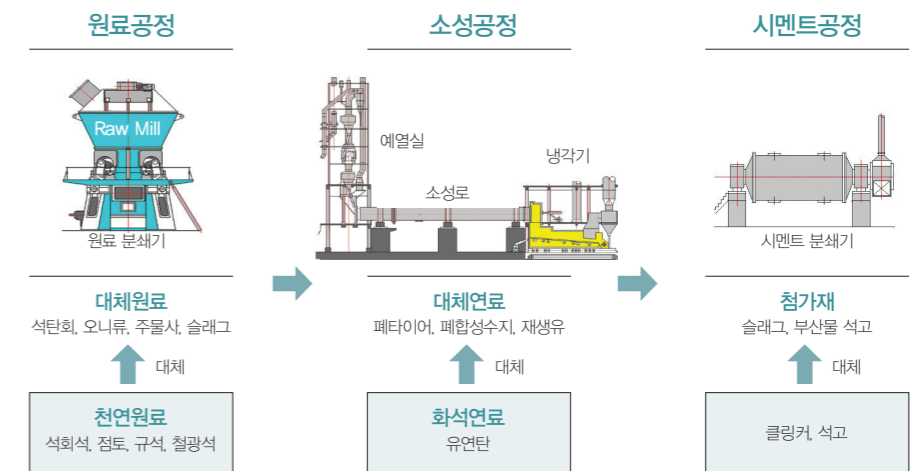 원료공정
소성공정
시멘트공정
Raw Mill
원료 분쇄기
예열실
소성로
냉각기
시멘트 분쇄기
대체원료
석탄회, 오니류, 주물사, 슬래그
대체연료
폐타이어, 폐합성수지, 재생유
첨가재
슬래그, 부산물 석고
대체
대체
대체
천연원료
석회석, 점토, 규석, 철광석
화석연료
유연탄
클링커, 석고